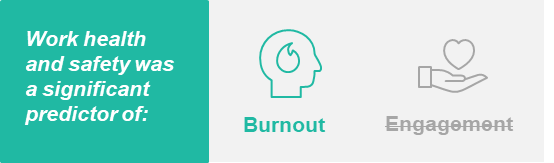 Work health
and safety was
a significant
predictor of:
Burnout
Engagement